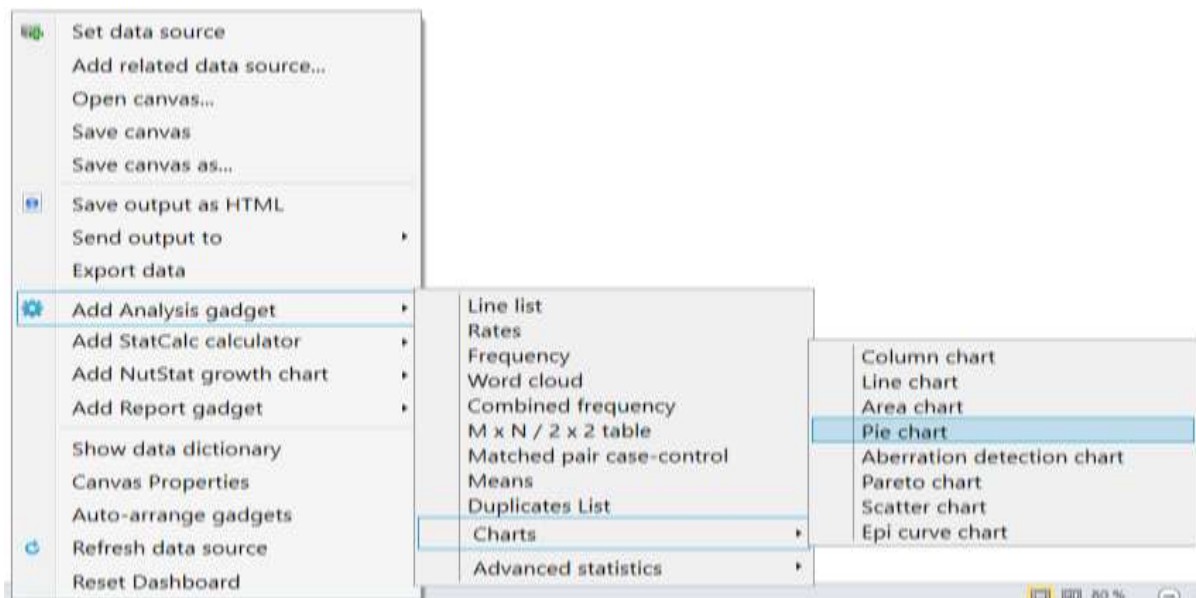 Set data source
Add related data source...
Open canvas...
Save canvas
Save canvas as...
Save output as HTML
Send output to
Export data
Add Analysis gadget
Add StatCalc calculator
Add NutStat growth chart
Add Report gadget
Show data dictionary
Canvas Properties
Auto-arrange gadgets
Refresh data source
Reset Dashboard
Line list
Rates
Frequency
Word cloud
Combined frequency
M x N / 2 x 2 table
Matched pair case-control
Means
Duplicates List
Charts
Advanced statistics
Column chart
Line chart
Area chart
Pie chart
Aberration detection chart
Pareto chart
Scatter chart
Epi curve chart
80 %